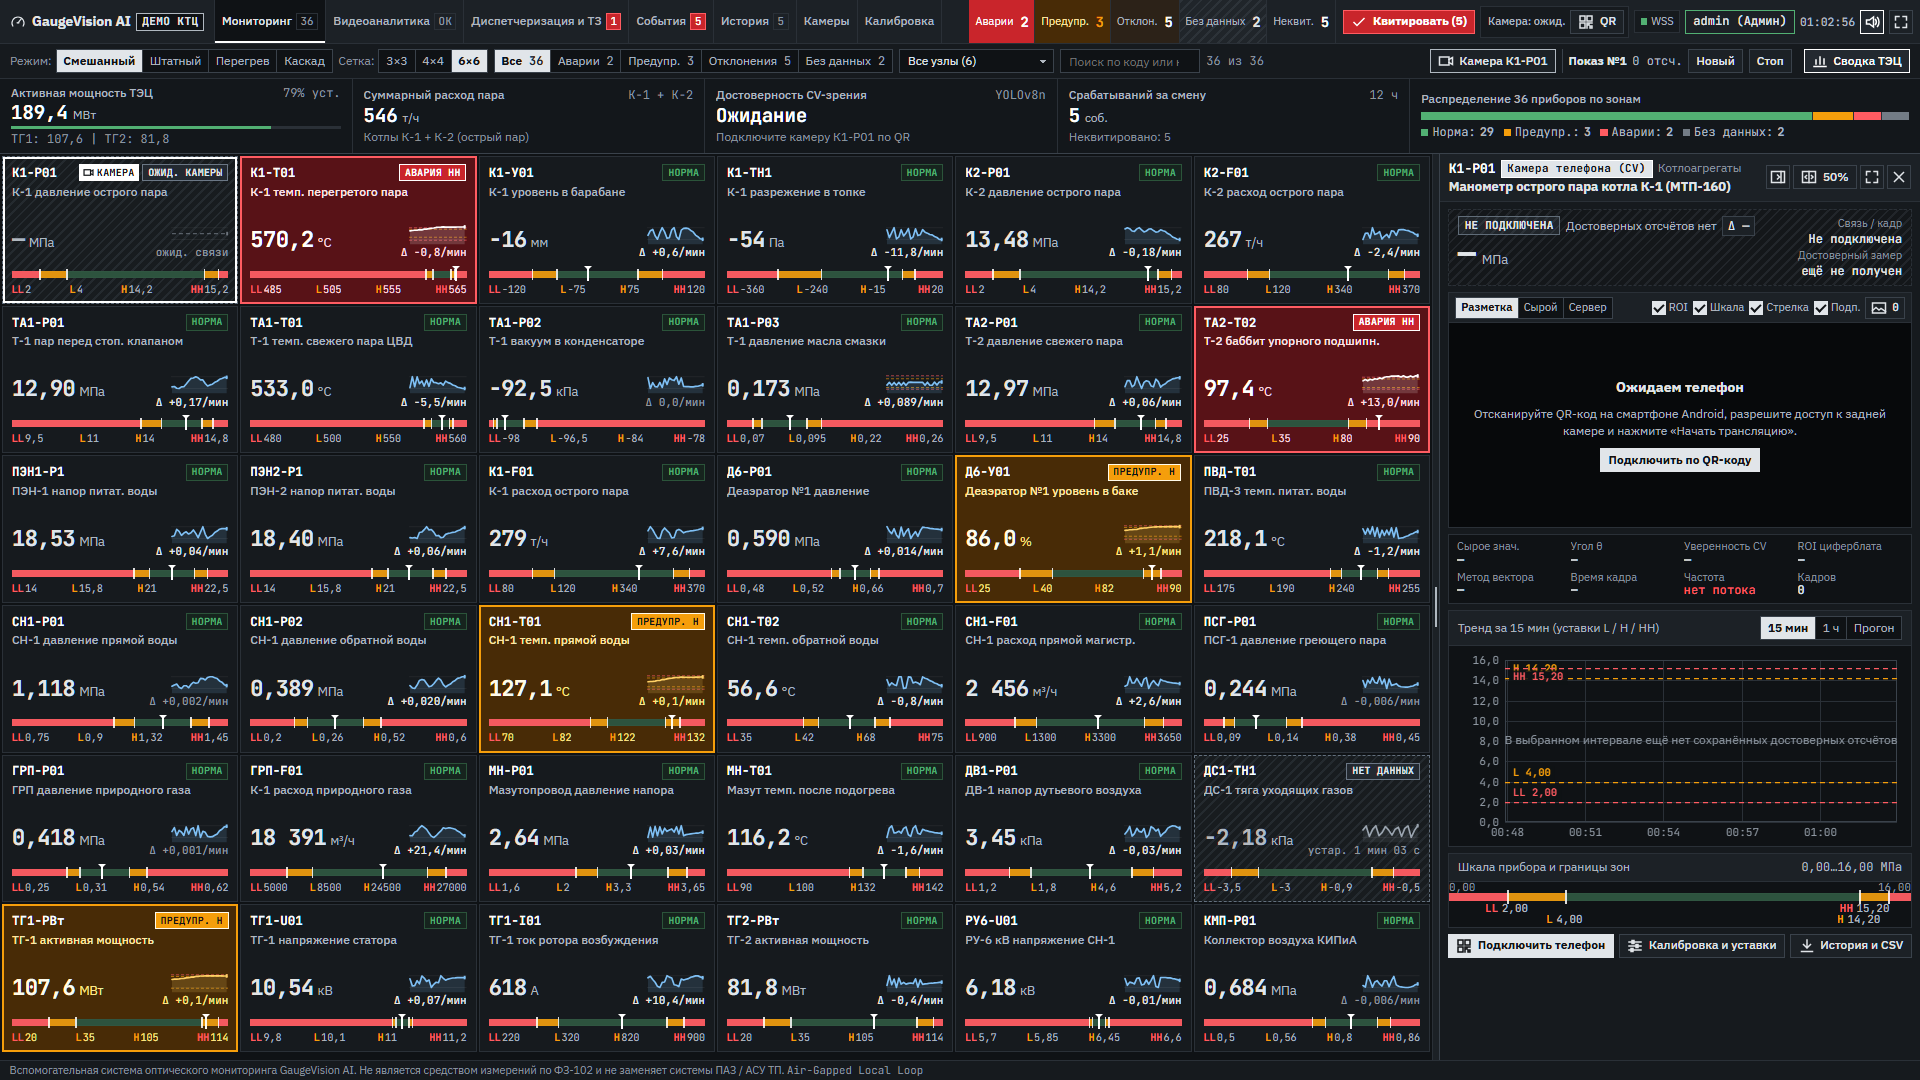 GaugeVision AI ДЕМО КТЦ Мониторинг 36 Видеоаналитика ОК Диспетчеризация и ТЗ 1 События 5 История 5 Камеры Калибровка Аварии 2 Предупр. 3 Отклон. 5 Без данных 2 Неквит. 5 Квитировать (5) Камера: ожид. QR WSS admin (Админ) 01:02:56
Режим: Смешанный Штатный Перегрев Каскад Сетка: 3×3 4×4 6×6 Все 36 Аварии 2 Предупр. 3 Отклонения 5 Без данных 2 Все узлы (6) Поиск по коду или 36 из 36 Камера К1-Р01 Показ №1 0 отсч. Новый Стоп Сводка ТЭЦ
Активная мощность ТЭЦ 79% уст.
189,4 МВт
ТГ1: 107,6 | ТГ2: 81,8
Суммарный расход пара К-1 + К-2
546 т/ч
Котлы К-1 + К-2 (острый пар)
Достоверность CV-зрения YOLOv8n
Ожидание
Подключите камеру К1-Р01 по QR
Срабатываний за смену 12 ч
5 соб.
Неквитировано: 5
Распределение 36 приборов по зонам
Норма: 29 Предупр.: 3 Аварии: 2 Без данных: 2
К1-Р01 КАМЕРА ОЖИД. КАМЕРЫ
К-1 давление острого пара
— МПа
ожид. связи
LL2 L4 H14,2 HH15,2
К1-Т01 АВАРИЯ НН
К-1 темп. перегретого пара
570,2 °C
Δ -0,8/мин
LL485 L505 H555 HH565
К1-У01 НОРМА
К-1 уровень в барабане
-16 мм
Δ +0,6/мин
LL-120 L-75 H75 HH120
К1-ТН1 НОРМА
К-1 разрежение в топке
-54 Па
Δ -11,8/мин
LL-360 L-240 H-15 HH20
К2-Р01 НОРМА
К-2 давление острого пара
13,48 МПа
Δ -0,18/мин
LL2 L4 H14,2 HH15,2
К2-F01 НОРМА
К-2 расход острого пара
267 т/ч
Δ -2,4/мин
LL80 L120 H340 HH370
ТА1-Р01 НОРМА
Т-1 пар перед стоп. клапаном
12,90 МПа
Δ +0,17/мин
LL9,5 L11 H14 HH14,8
ТА1-Т01 НОРМА
Т-1 темп. свежего пара ЦВД
533,0 °C
Δ -5,5/мин
LL480 L500 H550 HH560
ТА1-Р02 НОРМА
Т-1 вакуум в конденсаторе
-92,5 кПа
Δ 0,0/мин
LL-98 L-96,5 H-84 HH-78
ТА1-Р03 НОРМА
Т-1 давление масла смазки
0,173 МПа
Δ +0,089/мин
LL0,07 L0,095 H0,22 HH0,26
ТА2-Р01 НОРМА
Т-2 давление свежего пара
12,97 МПа
Δ +0,06/мин
LL9,5 L11 H14 HH14,8
ТА2-Т02 АВАРИЯ НН
Т-2 баббит упорного подшипн.
97,4 °C
Δ +13,0/мин
LL25 L35 H80 HH90
ПЭН1-Р1 НОРМА
ПЭН-1 напор питат. воды
18,53 МПа
Δ +0,04/мин
LL14 L15,8 H21 HH22,5
ПЭН2-Р1 НОРМА
ПЭН-2 напор питат. воды
18,40 МПа
Δ +0,06/мин
LL14 L15,8 H21 HH22,5
К1-F01 НОРМА
К-1 расход острого пара
279 т/ч
Δ +7,6/мин
LL80 L120 H340 HH370
Д6-Р01 НОРМА
Деаэратор №1 давление
0,590 МПа
Δ +0,014/мин
LL0,48 L0,52 H0,66 HH0,7
Д6-У01 ПРЕДУПР. Н
Деаэратор №1 уровень в баке
86,0 %
Δ +1,1/мин
LL25 L40 H82 HH90
ПВД-Т01 НОРМА
ПВД-3 темп. питат. воды
218,1 °C
Δ -1,2/мин
LL175 L190 H240 HH255
СН1-Р01 НОРМА
СН-1 давление прямой воды
1,118 МПа
Δ +0,002/мин
LL0,75 L0,9 H1,32 HH1,45
СН1-Р02 НОРМА
СН-1 давление обратной воды
0,389 МПа
Δ +0,020/мин
LL0,2 L0,26 H0,52 HH0,6
СН1-Т01 ПРЕДУПР. Н
СН-1 темп. прямой воды
127,1 °C
Δ +0,1/мин
LL70 L82 H122 HH132
СН1-Т02 НОРМА
СН-1 темп. обратной воды
56,6 °C
Δ -0,8/мин
LL35 L42 H68 HH75
СН1-F01 НОРМА
СН-1 расход прямой магистр.
2 456 м³/ч
Δ +2,6/мин
LL900 L1300 H3300 HH3650
ПСГ-Р01 НОРМА
ПСГ-1 давление греющего пара
0,244 МПа
Δ -0,006/мин
LL0,09 L0,14 H0,38 HH0,45
ГРП-Р01 НОРМА
ГРП давление природного газа
0,418 МПа
Δ +0,001/мин
LL0,25 L0,31 H0,54 HH0,62
ГРП-F01 НОРМА
К-1 расход природного газа
18 391 м³/ч
Δ +21,4/мин
LL5000 L8500 H24500 HH27000
МН-Р01 НОРМА
Мазутопровод давление напора
2,64 МПа
Δ +0,03/мин
LL1,6 L2 H3,3 HH3,65
МН-Т01 НОРМА
Мазут темп. после подогрева
116,2 °C
Δ -1,6/мин
LL90 L100 H132 HH142
ДВ1-Р01 НОРМА
ДВ-1 напор дутьевого воздуха
3,45 кПа
Δ -0,03/мин
LL1,2 L1,8 H4,6 HH5,2
ДС1-ТН1 НЕТ ДАННЫХ
ДС-1 тяга уходящих газов
-2,18 кПа
устар. 1 мин 03 с
LL-3,5 L-3 H-0,9 HH-0,5
ТГ1-РВт ПРЕДУПР. Н
ТГ-1 активная мощность
107,6 МВт
Δ +0,1/мин
LL20 L35 H105 HH114
ТГ1-U01 НОРМА
ТГ-1 напряжение статора
10,54 кВ
Δ +0,07/мин
LL9,8 L10,1 H11 HH11,2
ТГ1-I01 НОРМА
ТГ-1 ток ротора возбуждения
618 А
Δ +10,4/мин
LL220 L320 H820 HH900
ТГ2-РВт НОРМА
ТГ-2 активная мощность
81,8 МВт
Δ -0,4/мин
LL20 L35 H105 HH114
РУ6-U01 НОРМА
РУ-6 кВ напряжение СН-1
6,18 кВ
Δ -0,01/мин
LL5,7 L5,85 H6,45 HH6,6
КМП-Р01 НОРМА
Коллектор воздуха КИПиА
0,684 МПа
Δ -0,006/мин
LL0,5 L0,56 H0,8 HH0,86
К1-Р01 Камера телефона (CV) Котлоагрегаты
Манометр острого пара котла К-1 (МТП-160) 50%
НЕ ПОДКЛЮЧЕНА Достоверных отсчётов нет Δ —
— МПа
Связь / кадр
Не подключена
Достоверный замер
ещё не получен
Разметка Сырой Сервер ROI Шкала Стрелка Подп. 0
Ожидаем телефон
Отсканируйте QR-код на смартфоне Android, разрешите доступ к задней
камере и нажмите «Начать трансляцию».
Подключить по QR-коду
Сырое знач. Угол θ Уверенность CV ROI циферблата
— — — —
Метод вектора Время кадра Частота Кадров
— — нет потока 0
Тренд за 15 мин (уставки L / H / HH) 15 мин 1 ч Прогон
16,0
H 14,20
HH 15,20
14,0
12,0
10,0
8,0 В выбранном интервале ещё нет сохранённых достоверных отсчётов
6,0
L 4,00
4,0
LL 2,00
2,0
0,0
00:48 00:51 00:54 00:57 01:00
Шкала прибора и границы зон 0,00…16,00 МПа
0,00 16,00
LL 2,00 HH 15,20
L 4,00 H 14,20
Подключить телефон Калибровка и уставки История и CSV
Вспомогательная система оптического мониторинга GaugeVision AI. Не является средством измерений по ФЗ-102 и не заменяет системы ПАЗ / АСУ ТП. Air-Gapped Local Loop